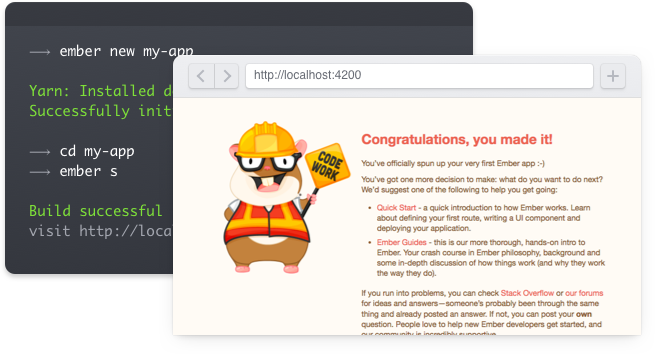 ember new my-app
Yarn: Installed
Successfully
cd my-app
ember s
Build successful
visit
http://localhost:4200
CODE
WORK
Congratulations, you made it!
You've officially spun up your very first Ember app :-)
You've got one more decision to make: what do you want to do next?
We'd suggest one of the following to help you get going:
• Quick Start - a quick introduction to how Ember works. Learn
about defining your first route, writing a UI component and
deploying your application.
• Ember Guides - this is our more thorough, hands-on intro to
Ember. Your crash course in Ember philosophy, background and
some in-depth discussion of how things work (and why they work
the way they do).
If you run into problems, you can check Stack Overflow or our forums
for ideas and answers—someone's probably been through the same
thing and already posted an answer. If not, you can post your own
question. People love to help new Ember developers get started, and
our community is incredibly supportive.